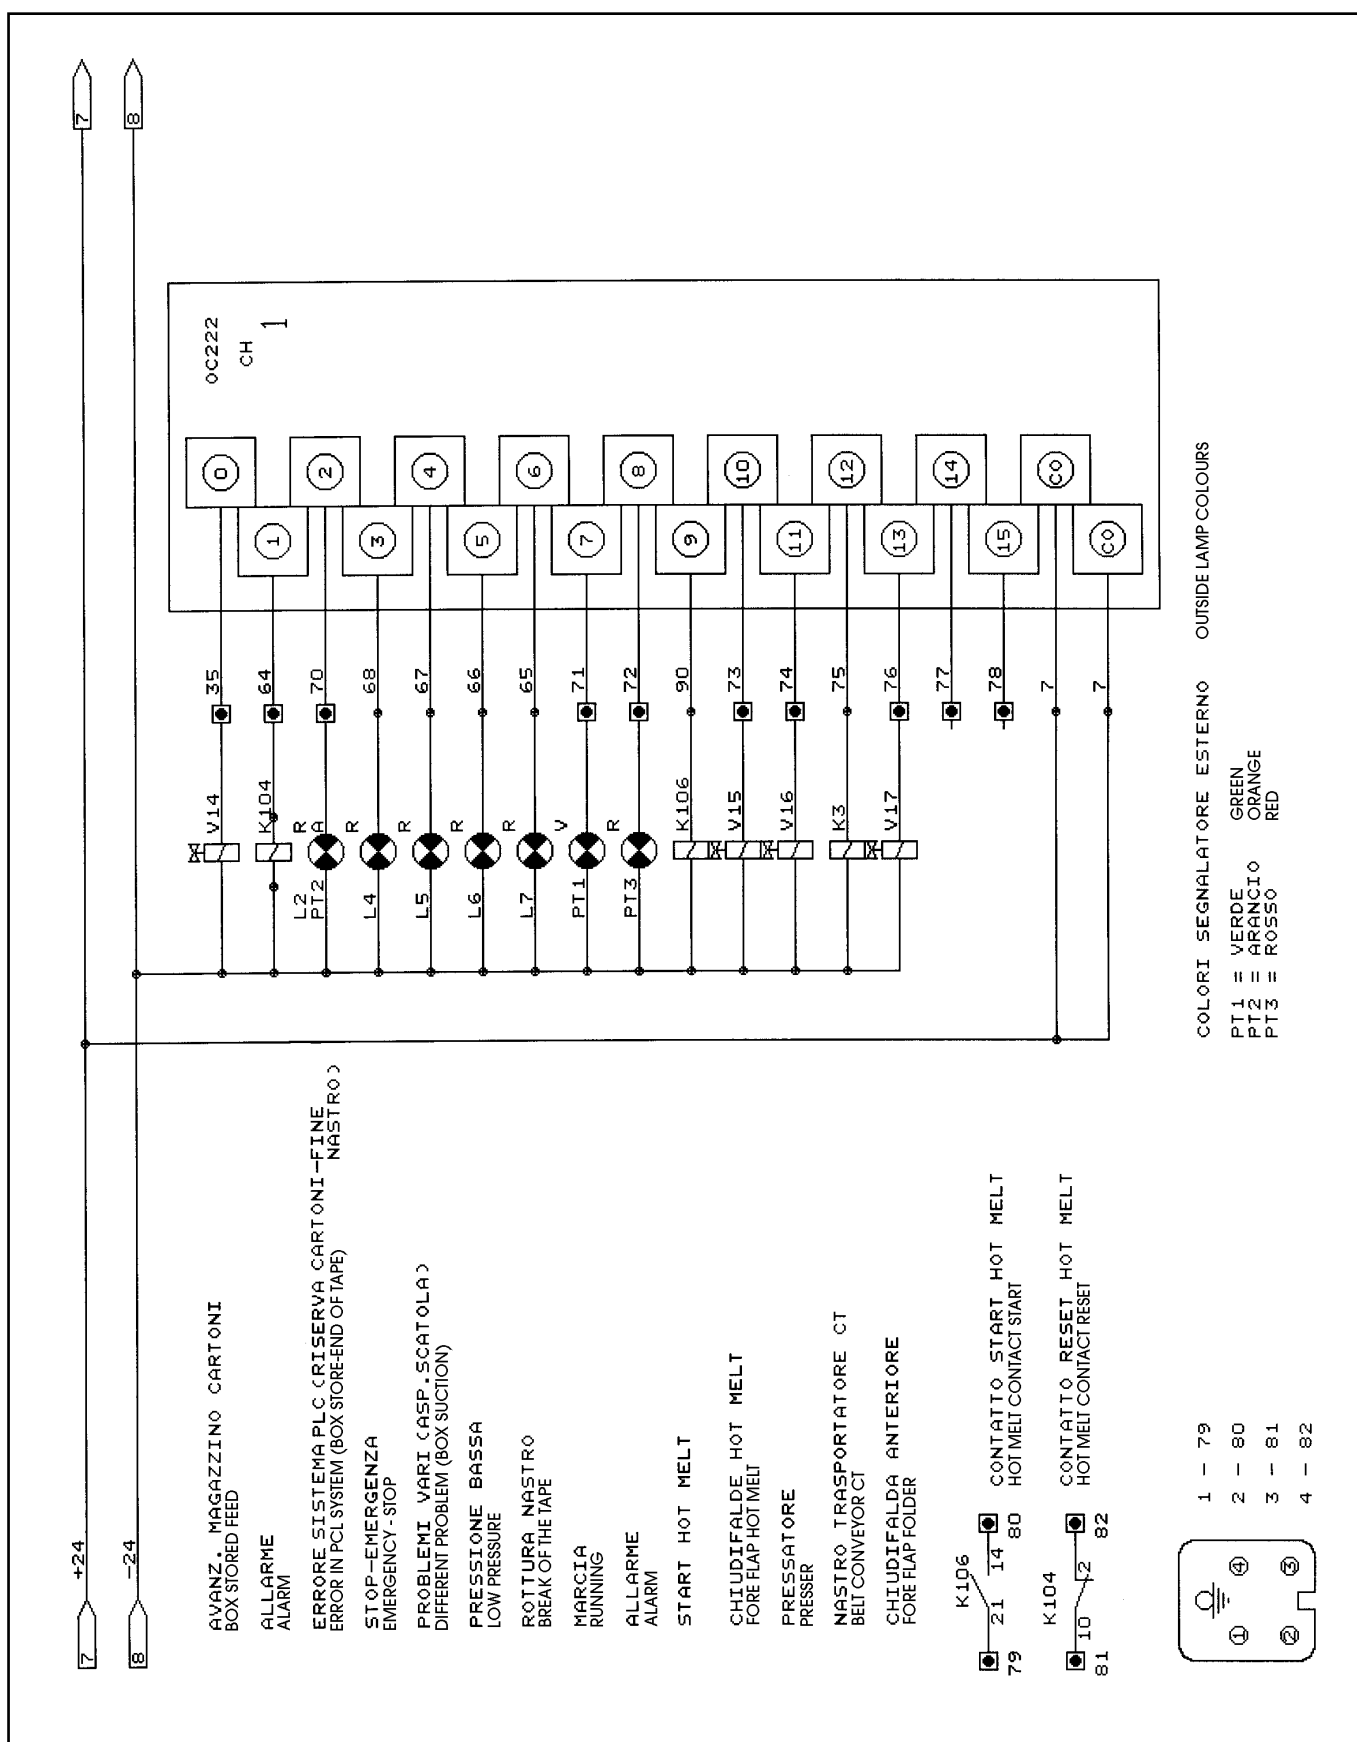 7
8
+24
-24
7
8
OC222
CH 1
0
1
2
3
4
5
6
7
8
9
10
11
12
13
14
15
CO
CO
35
64
70
68
67
66
65
71
72
90
73
74
75
76
77
78
7
7
V14
K104
L2 R
PT2 A
L4 R
L5 R
L6 R
L7 R
PT1 V
PT3 R
K106
V15
V16
K3
V17
AVANZ. MAGAZZINO CARTONI
BOX STORED FEED
ALLARME
ALARM
ERRORE SISTEMA PLC (RISERVA CARTONI-FINE
NASTRO)
ERROR IN PCL SYSTEM (BOX STORE-END OF TAPE)
STOP-EMERGENZA
EMERGENCY - STOP
PROBLEMI VARI (ASP.SCATOLA)
DIFFERENT PROBLEM (BOX SUCTION)
PRESSIONE BASSA
LOW PRESSURE
ROTTURA NASTRO
BREAK OF THE TAPE
MARCIA
RUNNING
ALLARME
ALARM
START HOT MELT
CHIUDIFALDE HOT MELT
FORE FLAP HOT MELT
PRESSATORE
PRESSER
NASTRO TRASPORTATORE CT
BELT CONVEYOR CT
CHIUDIFALDA ANTERIORE
FORE FLAP FOLDER
K106
79 21 14 80
CONTATTO START HOT MELT
HOT MELT CONTACT START
K104
81 10 2 82
CONTATTO RESET HOT MELT
HOT MELT CONTACT RESET
COLORI SEGNALATORE ESTERNO OUTSIDE LAMP COLOURS
PT1 = VERDE GREEN
PT2 = ARANCIO ORANGE
PT3 = ROSSO RED
1 4
2 3
1 - 79
2 - 80
3 - 81
4 - 82